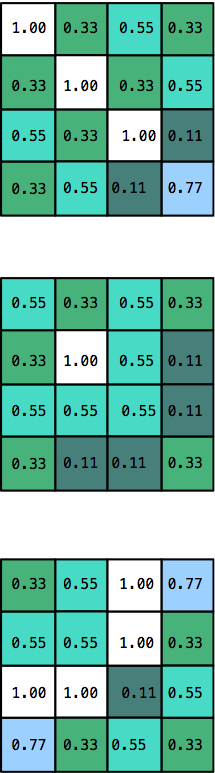 1.00 0.33 0.55 0.33
0.33 1.00 0.33 0.55
0.55 0.33 1.00 0.11
0.33 0.55 0.11 0.77
0.55 0.33 0.55 0.33
0.33 1.00 0.55 0.11
0.55 0.55 0.55 0.11
0.33 0.11 0.11 0.33
0.33 0.55 1.00 0.77
0.55 0.55 1.00 0.33
1.00 1.00 0.11 0.55
0.77 0.33 0.55 0.33